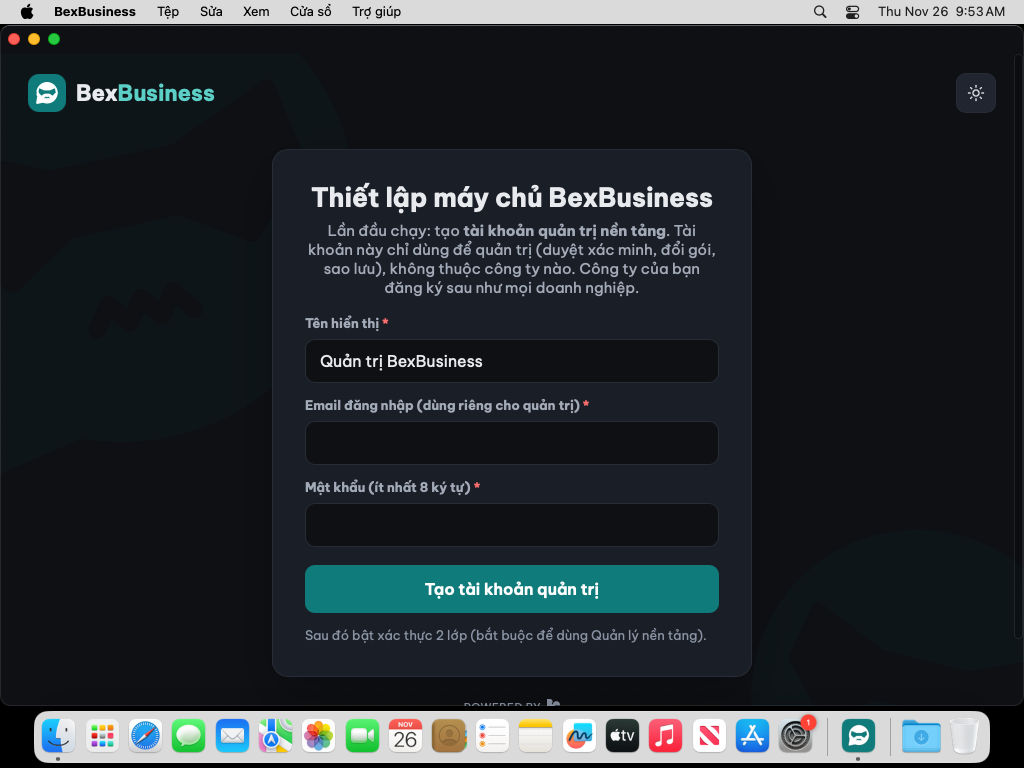 BexBusiness Tệp Sửa Xem Cửa sổ Trợ giúp Thu Nov 26 9:53 AM
BexBusiness
Thiết lập máy chủ BexBusiness
Lần đầu chạy: tạo tài khoản quản trị nền tảng. Tài
khoản này chỉ dùng để quản trị (duyệt xác minh, đổi gói,
sao lưu), không thuộc công ty nào. Công ty của bạn
đăng ký sau như mọi doanh nghiệp.
Tên hiển thị *
Quản trị BexBusiness
Email đăng nhập (dùng riêng cho quản trị) *
Mật khẩu (ít nhất 8 ký tự) *
Tạo tài khoản quản trị
Sau đó bật xác thực 2 lớp (bắt buộc để dùng Quản lý nền tảng).
POWERED BY
NOV
26
tv
1